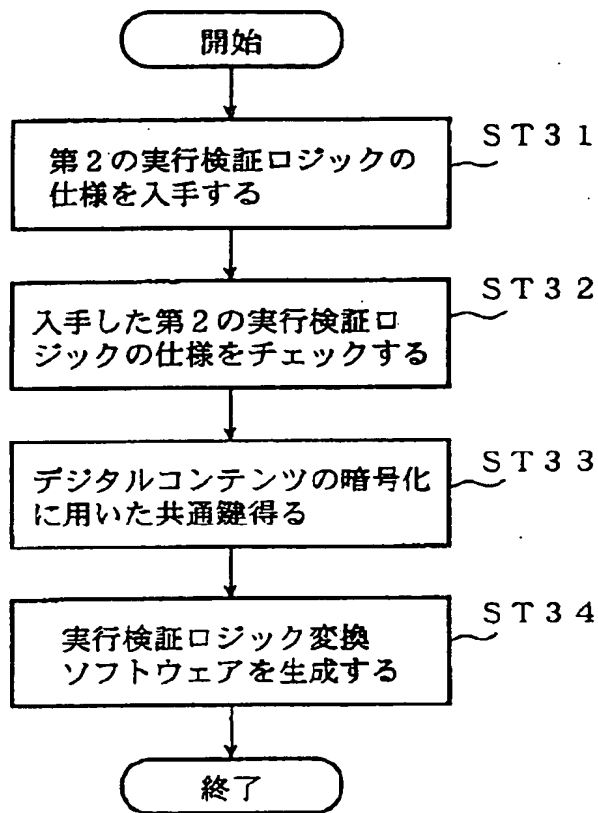 開始
ST31
第2の実行検証ロジックの
仕様を入手する
ST32
入手した第2の実行検証ロ
ジックの仕様をチェックする
ST33
デジタルコンテンツの暗号化
に用いた共通鍵得る
ST34
実行検証ロジック変換
ソフトウェアを生成する
終了